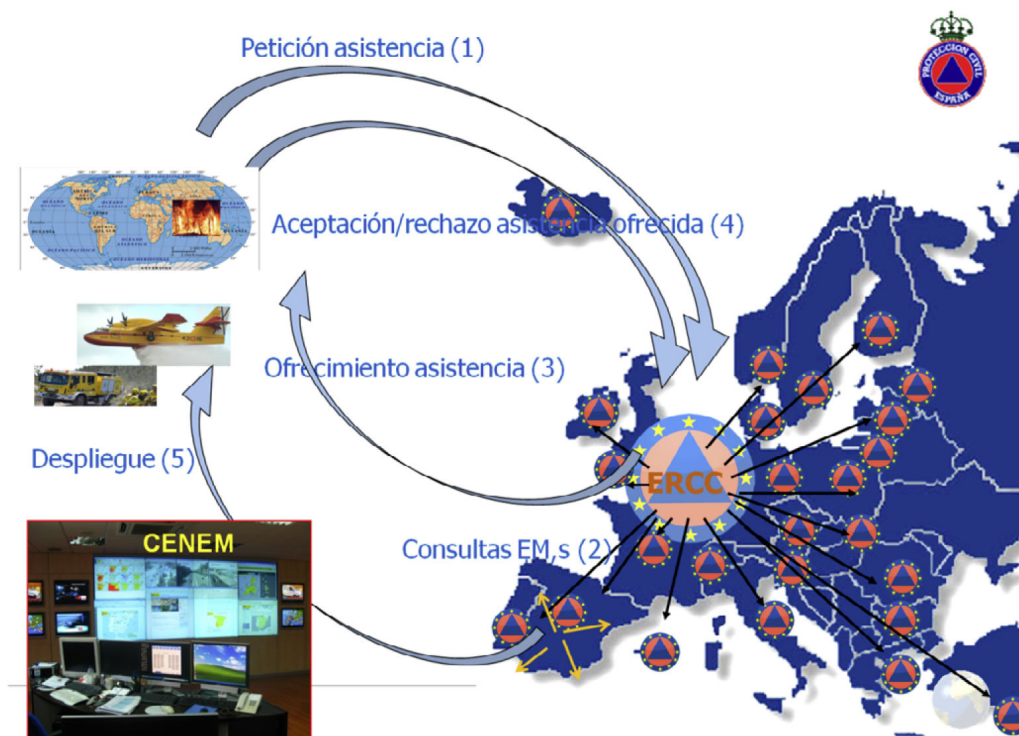 Petición asistencia (1)
PROTECCION CIVIL
ESPAÑA
Aceptación/rechazo asistencia ofrecida (4)
Ofrecimiento asistencia (3)
Despliegue (5)
ERCC
CENEM
Consultas EM,s (2)